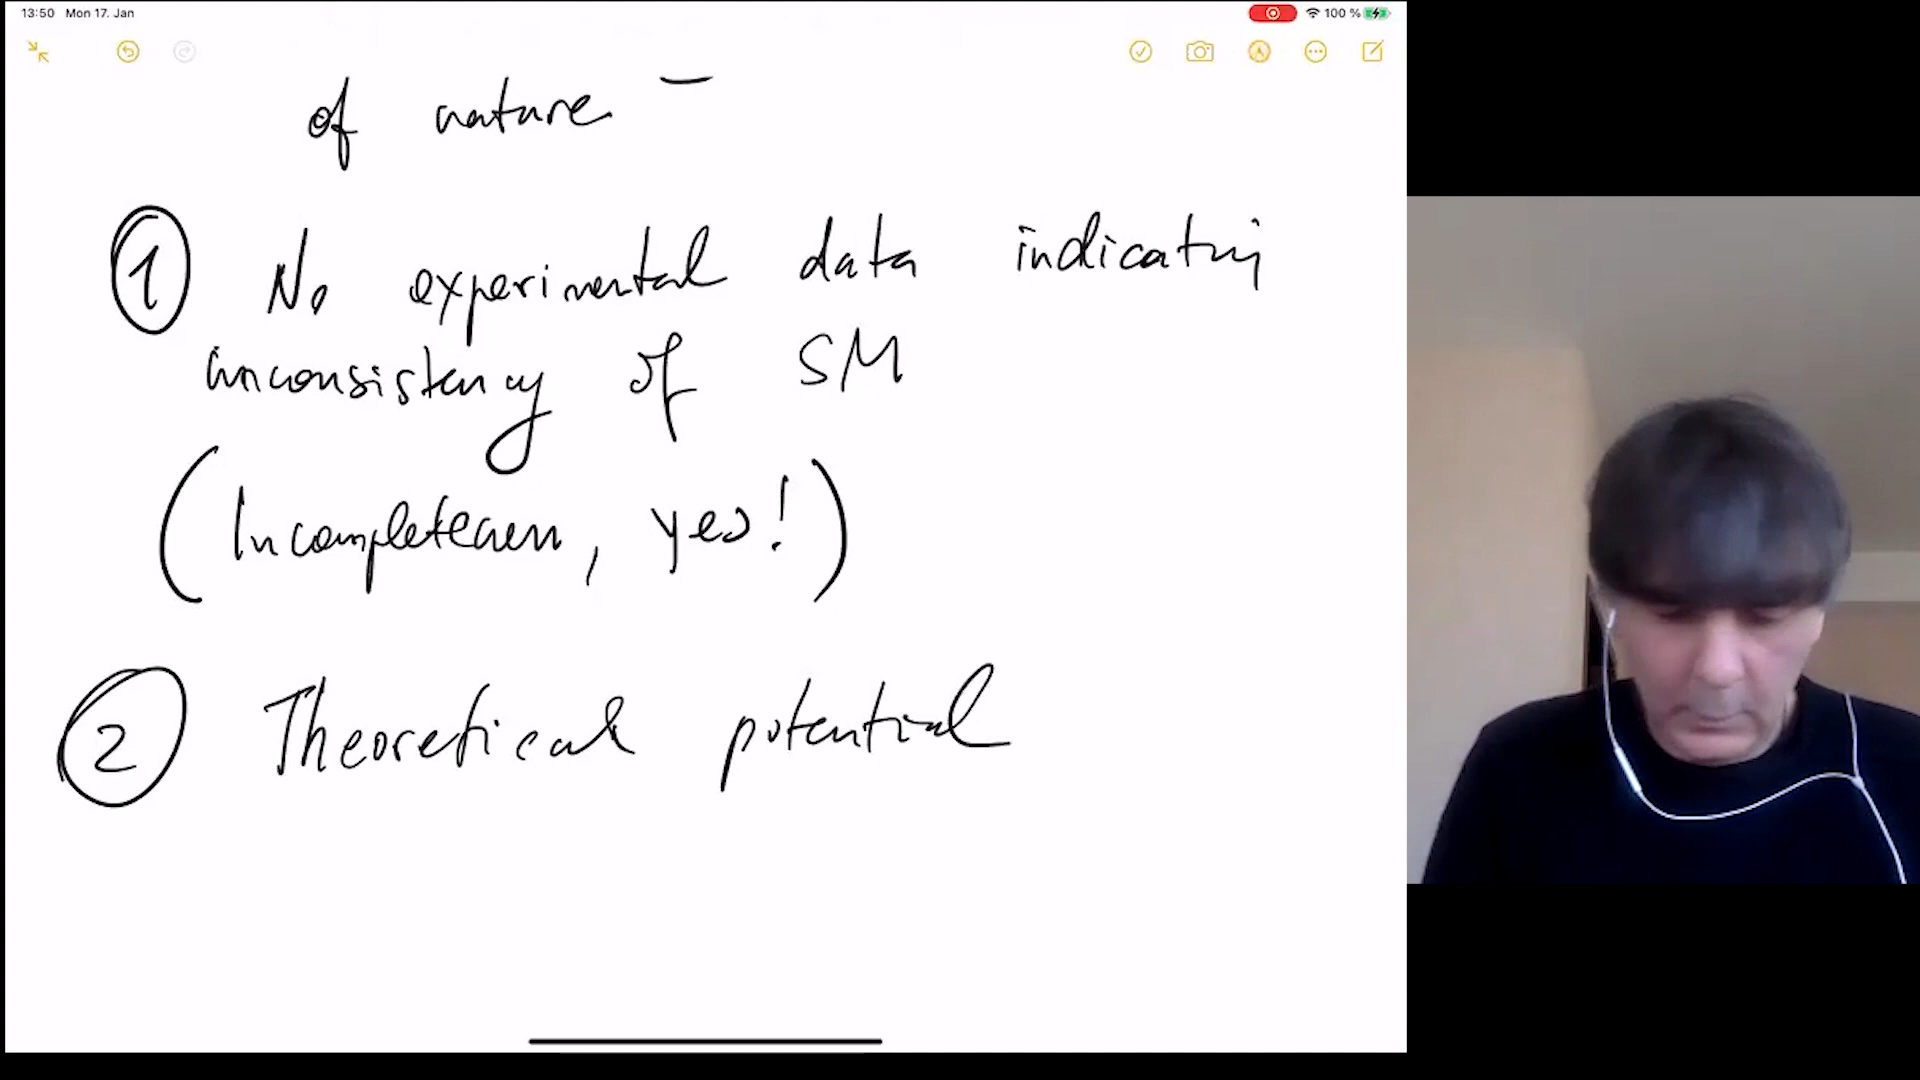 13:50 Mon 17. Jan 100 %
of nature –
1 No experimental data indicating
inconsistency of SM
(Incompleteness, yes!)
2 Theoretical potential